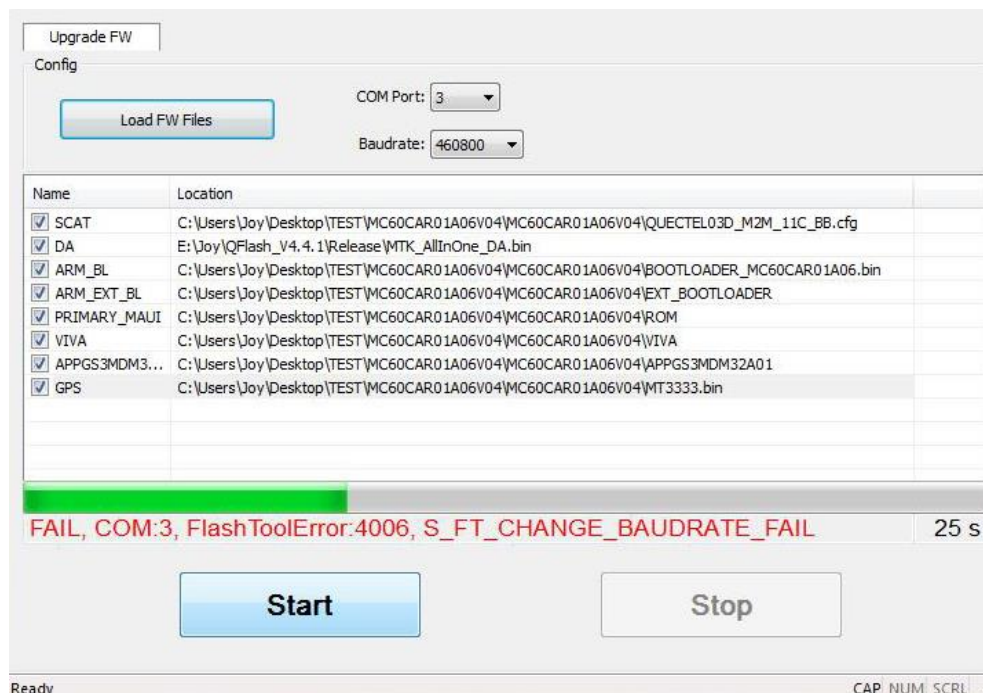 Upgrade FW
Config
Load FW Files
COM Port: 3
Baudrate: 460800
Name Location
SCAT C:\Users\Joy\Desktop\TEST\MC60CAR01A06V04\MC60CAR01A06V04\QUECTEL03D_M2M_11C_BB.cfg
DA E:\Joy\QFlash_V4.4.1\Release\MTK_AllInOne_DA.bin
ARM_BL C:\Users\Joy\Desktop\TEST\MC60CAR01A06V04\MC60CAR01A06V04\BOOTLOADER_MC60CAR01A06.bin
ARM_EXT_BL C:\Users\Joy\Desktop\TEST\MC60CAR01A06V04\MC60CAR01A06V04\EXT_BOOTLOADER
PRIMARY_MAUI C:\Users\Joy\Desktop\TEST\MC60CAR01A06V04\MC60CAR01A06V04\ROM
VIVA C:\Users\Joy\Desktop\TEST\MC60CAR01A06V04\MC60CAR01A06V04\VIVA
APPGS3MDM3... C:\Users\Joy\Desktop\TEST\MC60CAR01A06V04\MC60CAR01A06V04\APPGS3MDM32A01
GPS C:\Users\Joy\Desktop\TEST\MC60CAR01A06V04\MC60CAR01A06V04\MT3333.bin
FAIL, COM:3, FlashToolError:4006, S_FT_CHANGE_BAUDRATE_FAIL 25 s
Start Stop
Ready CAP NUM SCRL